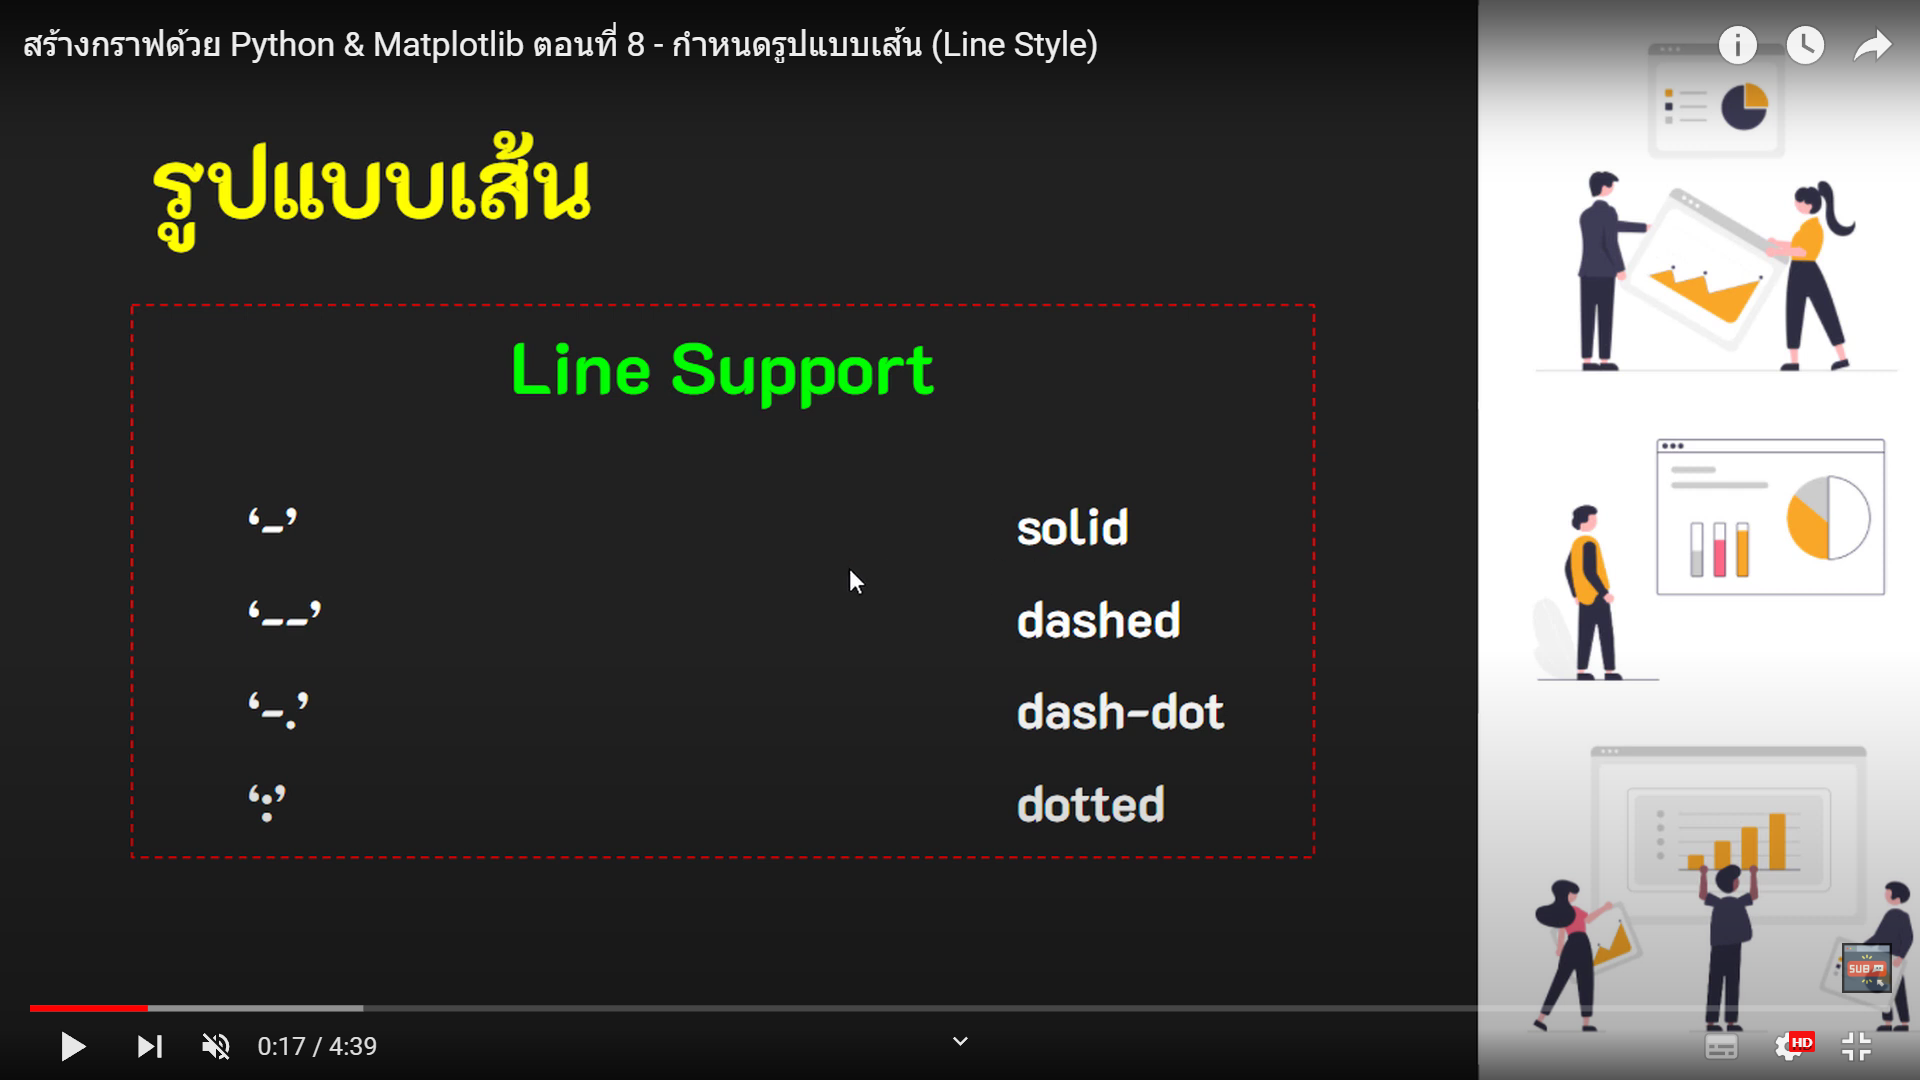 สร้างกราฟด้วย Python & Matplotlib ตอนที่ 8 - กำหนดรูปแบบเส้น (Line Style)
รูปแบบเส้น
Line Support
‘-’ solid
‘--’ dashed
‘-.’ dash-dot
‘:’ dotted
SUB
0:17 / 4:39
HD